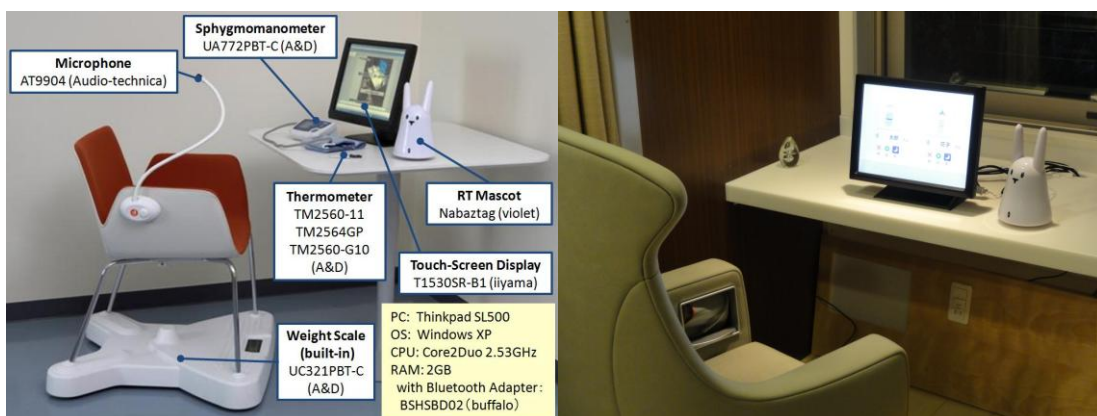 Sphygmomanometer
UA772PBT-C (A&D)
Microphone
AT9904 (Audio-technica)
Thermometer
TM2560-11
TM2564GP
TM2560-G10
(A&D)
RT Mascot
Nabaztag (violet)
Touch-Screen Display
T1530SR-B1 (iiyama)
Weight Scale
(built-in)
UC321PBT-C
(A&D)
PC: Thinkpad SL500
OS: Windows XP
CPU: Core2Duo 2.53GHz
RAM: 2GB
with Bluetooth Adapter:
BSHSBD02 (buffalo)